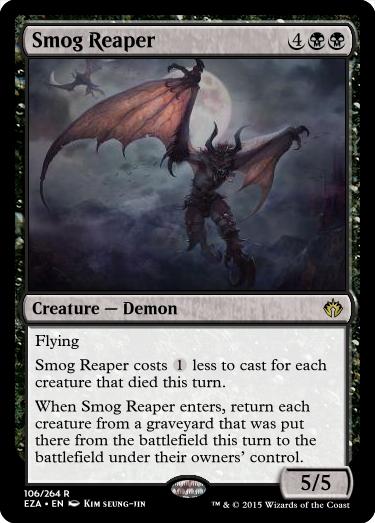 Smog Reaper 4
Creature — Demon
Flying
Smog Reaper costs 1 less to cast for each
creature that died this turn.
When Smog Reaper enters, return each
creature from a graveyard that was put
there from the battlefield this turn to the
battlefield under their owners' control.
5/5
106/264 R
EZA • EN KIM SEUNG-JIN ™ & © 2015 Wizards of the Coast